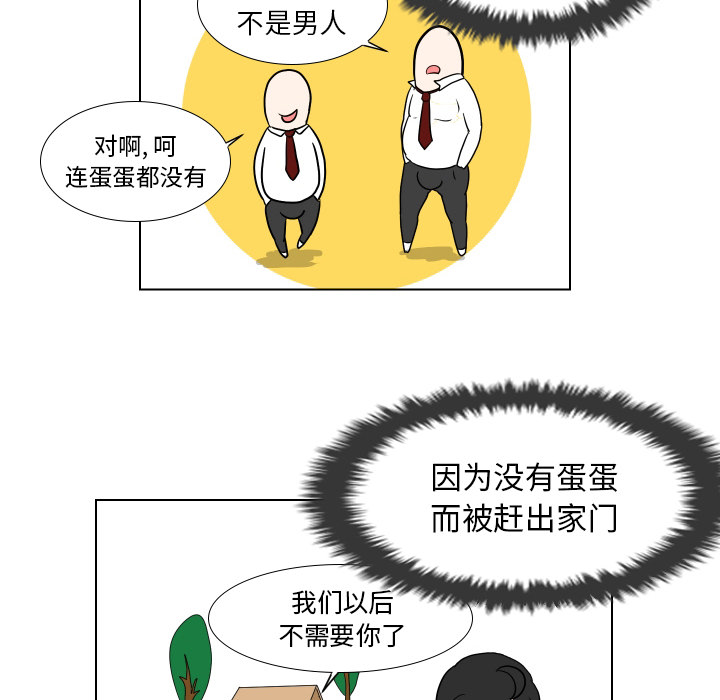 不是男人
对啊, 呵
连蛋蛋都没有
因为没有蛋蛋
而被赶出家门
我们以后
不需要你了